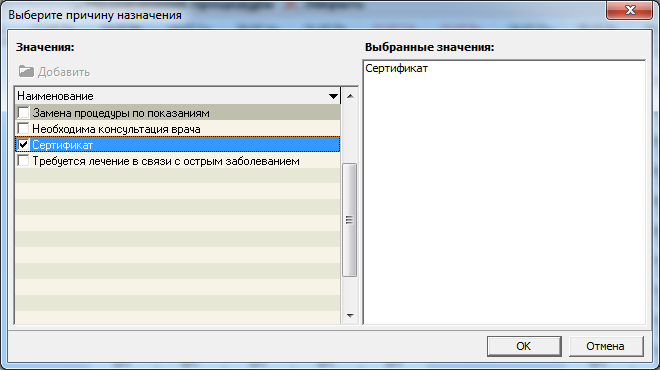 Выберите причину назначения
Значения:
Добавить
Наименование
Замена процедуры по показаниям
Необходима консультация врача
Сертификат
Требуется лечение в связи с острым заболеванием
Выбранные значения:
Сертификат
OK
Отмена